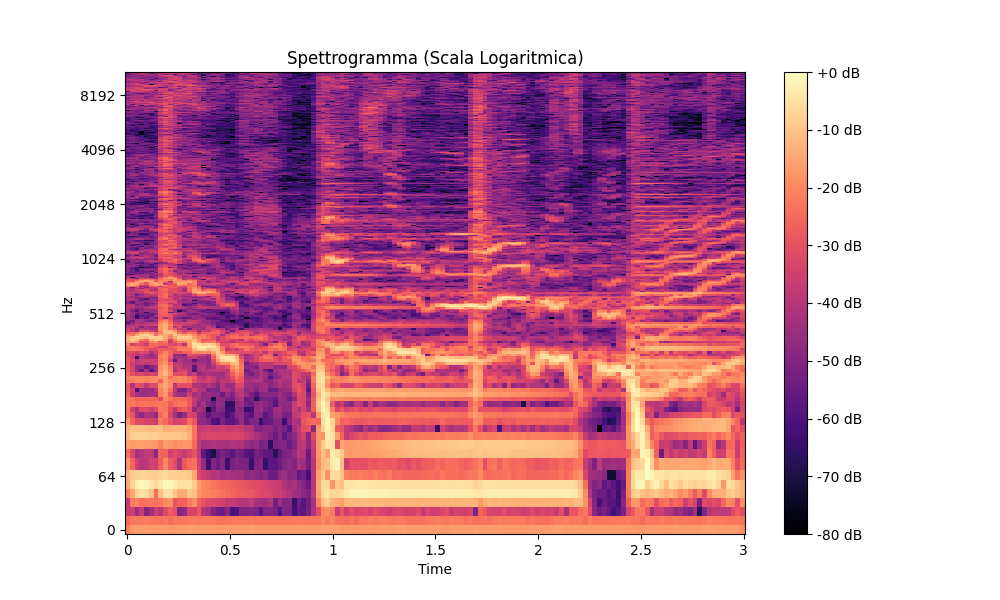 Spettrogramma (Scala Logaritmica)
Hz
8192
4096
2048
1024
512
256
128
64
0
0
0.5
1
1.5
2
2.5
3
Time
+0 dB
-10 dB
-20 dB
-30 dB
-40 dB
-50 dB
-60 dB
-70 dB
-80 dB